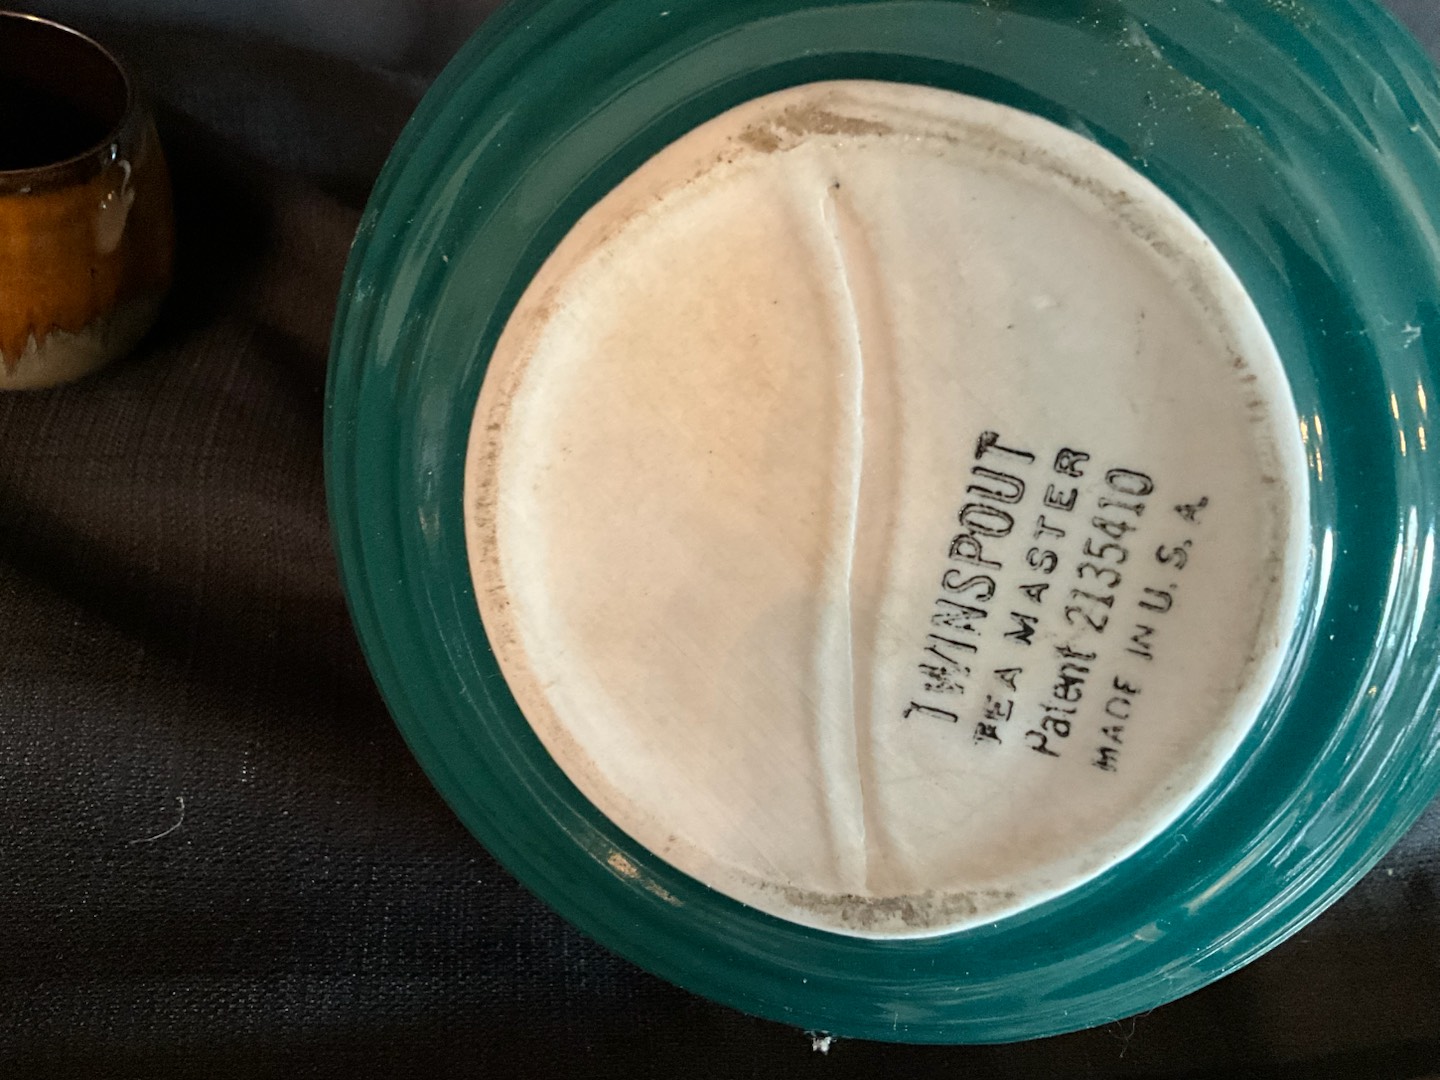 TWINSPOUT
TEA MASTER
Patent 2135410
MADE IN U.S.A.